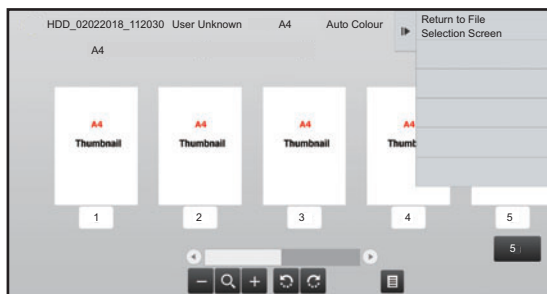 HDD_02022018_112030 User Unknown A4 Auto Colour
Return to File
Selection Screen
A4
A4
Thumbnail
A4
Thumbnail
A4
Thumbnail
A4
Thumb
1
2
3
4
5
5